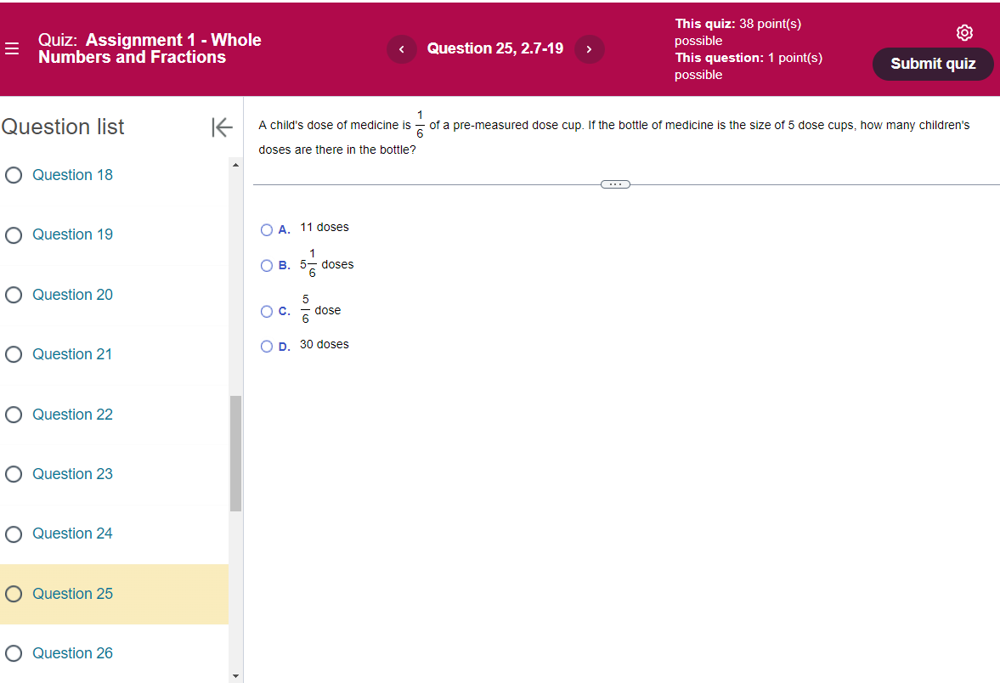 Quiz: Assignment 1 - Whole
Numbers and Fractions
Question 25, 2.7-19
This quiz: 38 point(s)
possible
This question: 1 point(s)
possible
Submit quiz
Question list
Question 18
Question 19
Question 20
Question 21
Question 22
Question 23
Question 24
Question 25
Question 26
A child's dose of medicine is 1/6 of a pre-measured dose cup. If the bottle of medicine is the size of 5 dose cups, how many children's
doses are there in the bottle?
A. 11 doses
B. 5 1/6 doses
C. 5/6 dose
D. 30 doses